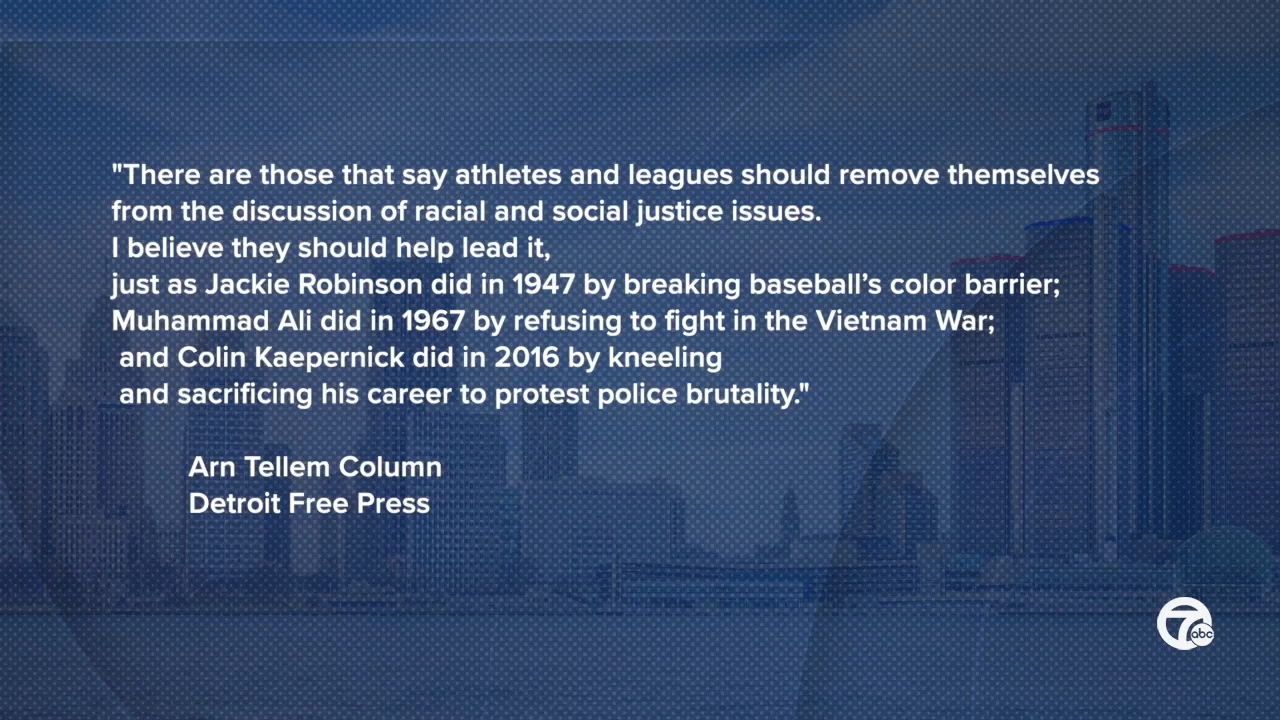 "There are those that say athletes and leagues should remove themselves
from the discussion of racial and social justice issues.
I believe they should help lead it,
just as Jackie Robinson did in 1947 by breaking baseball’s color barrier;
Muhammad Ali did in 1967 by refusing to fight in the Vietnam War;
and Colin Kaepernick did in 2016 by kneeling
and sacrificing his career to protest police brutality."
Arn Tellem Column
Detroit Free Press
7 abc